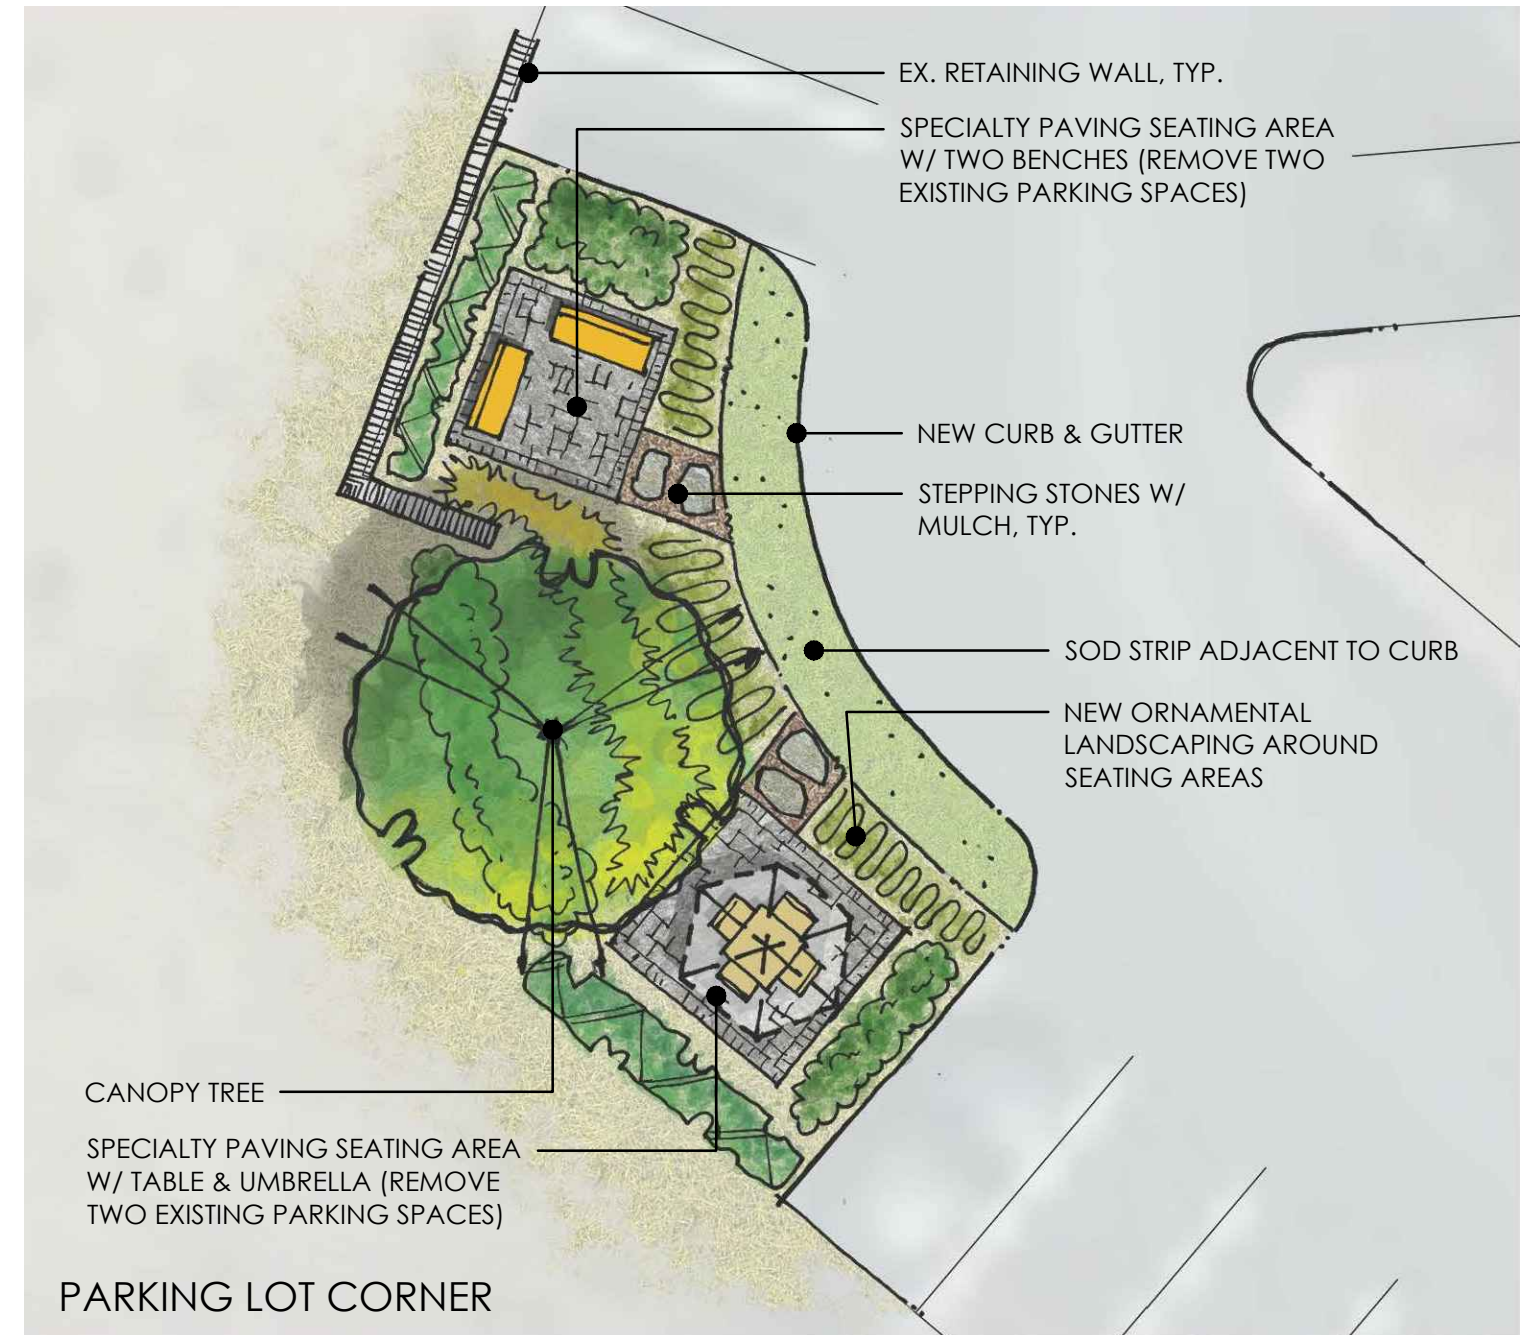 EX. RETAINING WALL, TYP.
SPECIALTY PAVING SEATING AREA
W/ TWO BENCHES (REMOVE TWO
EXISTING PARKING SPACES)
NEW CURB & GUTTER
STEPPING STONES W/
MULCH, TYP.
SOD STRIP ADJACENT TO CURB
NEW ORNAMENTAL
LANDSCAPING AROUND
SEATING AREAS
CANOPY TREE
SPECIALTY PAVING SEATING AREA
W/ TABLE & UMBRELLA (REMOVE
TWO EXISTING PARKING SPACES)
PARKING LOT CORNER